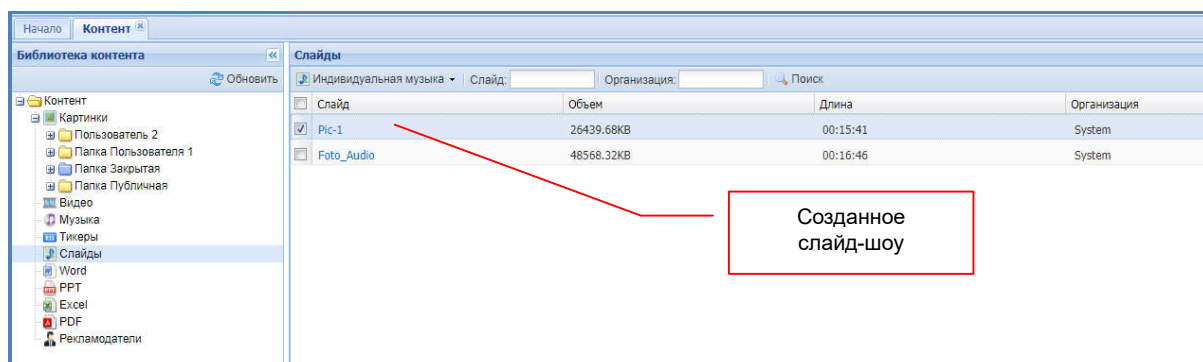 Начало Контент
Библиотека контента
Обновить
Контент
Картинки
Пользователь 2
Папка Пользователя 1
Папка Закрытая
Папка Публичная
Видео
Музыка
Тикеры
Слайды
Word
PPT
Excel
PDF
Рекламодатели
Слайды
Индивидуальная музыка Слайд: Организация: Поиск
Слайд Объем Длина Организация
Pic-1 26439.68KB 00:15:41 System
Foto_Audio 48568.32KB 00:16:46 System
Созданное
слайд-шоу